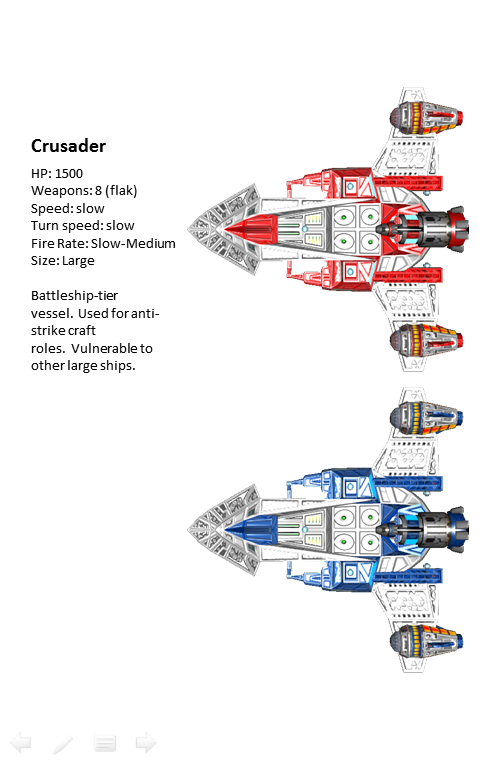 Crusader
HP: 1500
Weapons: 8 (flak)
Speed: slow
Turn speed: slow
Fire Rate: Slow-Medium
Size: Large
Battleship-tier
vessel. Used for anti-
strike craft
roles. Vulnerable to
other large ships.